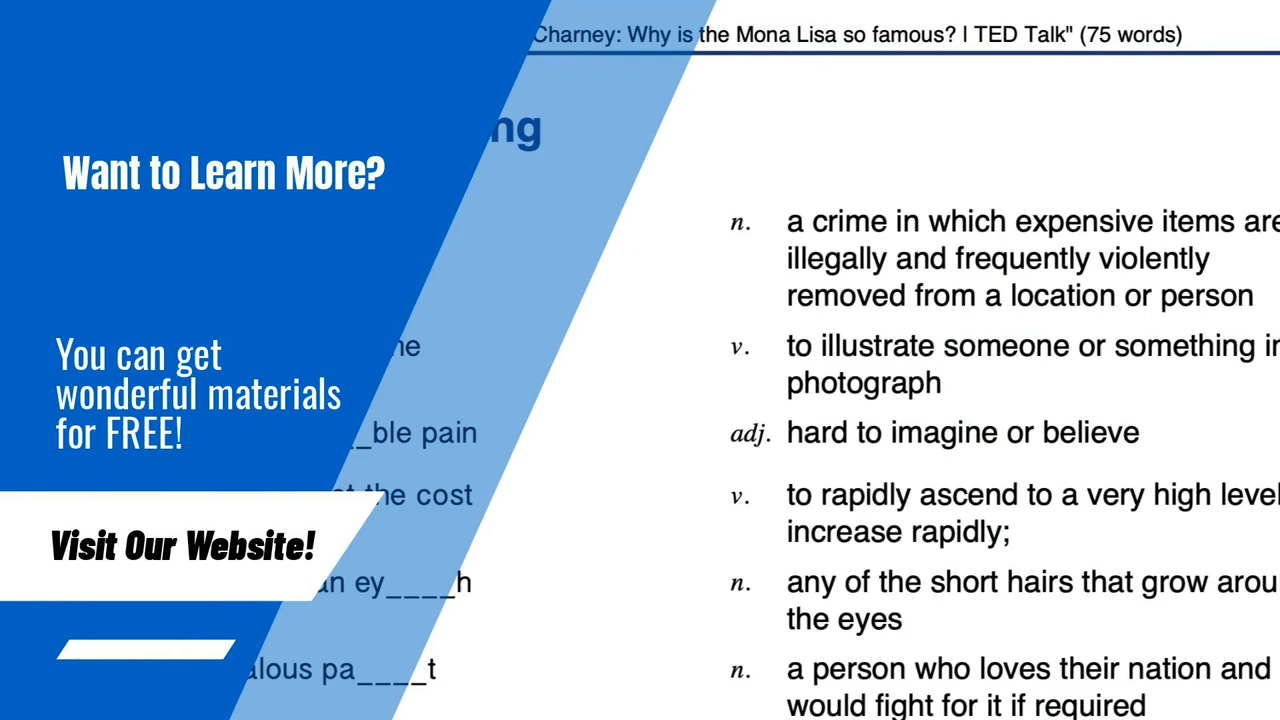 Charney: Why is the Mona Lisa so famous? | TED Talk" (75 words)
ng
Want to Learn More?
You can get
wonderful materials
for FREE!
Visit Our Website!
n. a crime in which expensive items are
illegally and frequently violently
removed from a location or person
ne v. to illustrate someone or something in
photograph
_ble pain adj. hard to imagine or believe
the cost v. to rapidly ascend to a very high level
increase rapidly;
an ey____h n. any of the short hairs that grow arou
the eyes
alous pa____t n. a person who loves their nation and
would fight for it if required